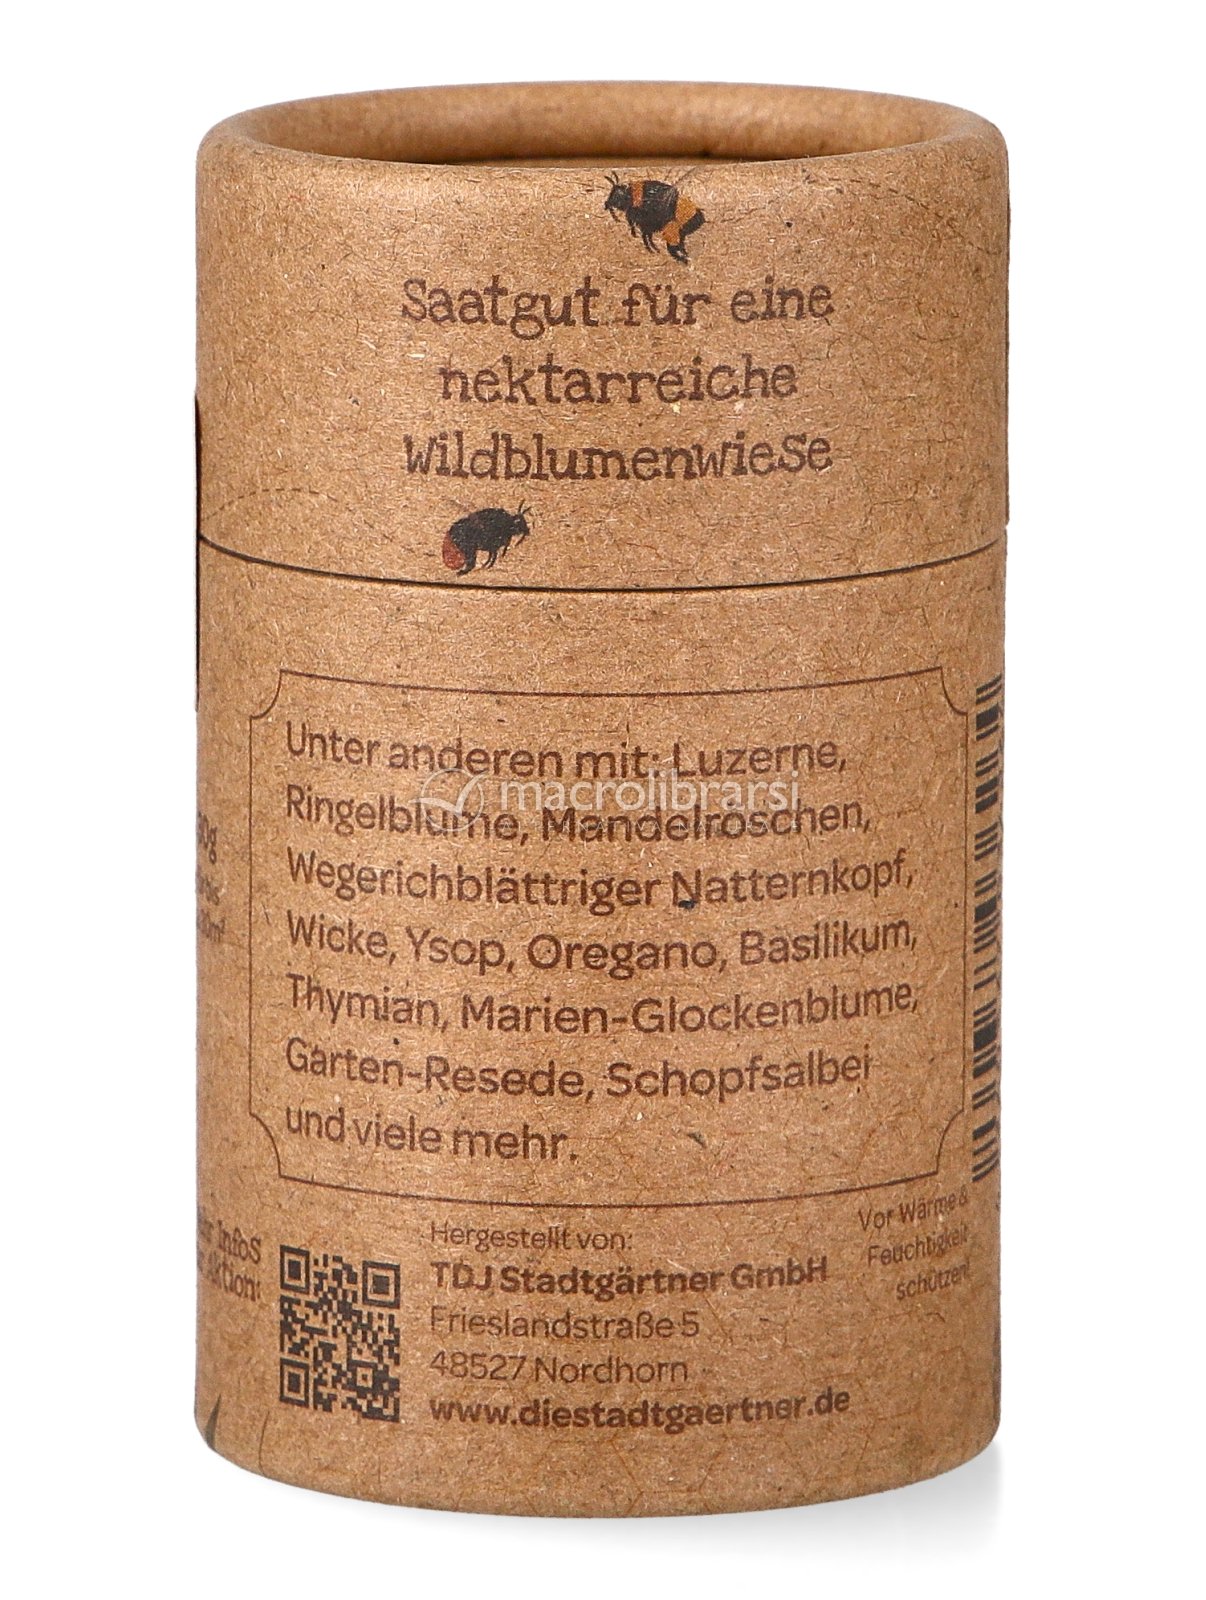 Saatgut für eine
nektarreiche
Wildblumenwiese
Unter anderen mit: Luzerne,
Ringelblume, Mandelröschen,
Wegerichblättriger Natternkopf,
Wicke, Ysop, Oregano, Basilikum,
Thymian, Marien-Glockenblume,
Garten-Resede, Schopfsalbei
und viele mehr.
macrolibrarsi
Infos
Hergestellt von:
TDJ Stadtgärtner GmbH
Frieslandstraße 5
48527 Nordhorn
www.diestadtgaertner.de
Vor Wärme &
Feuchtigkeit
schützen!